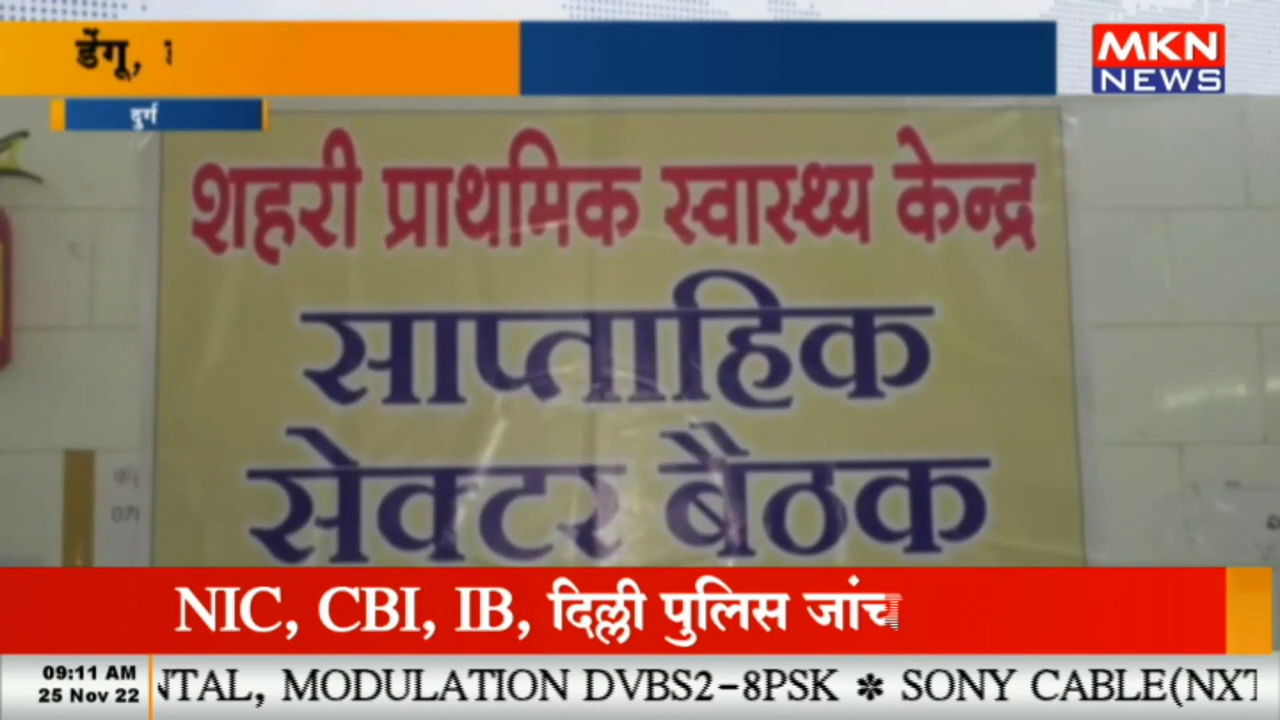 डेंगू,
MKN
NEWS
दुर्ग
शहरी प्राथमिक स्वास्थ्य केन्द्र
साप्ताहिक
सेक्टर बैठक
NIC, CBI, IB, दिल्ली पुलिस जांच
09:11 AM
25 Nov 22
NTAL, MODULATION DVBS2-8PSK ✽ SONY CABLE(NXT